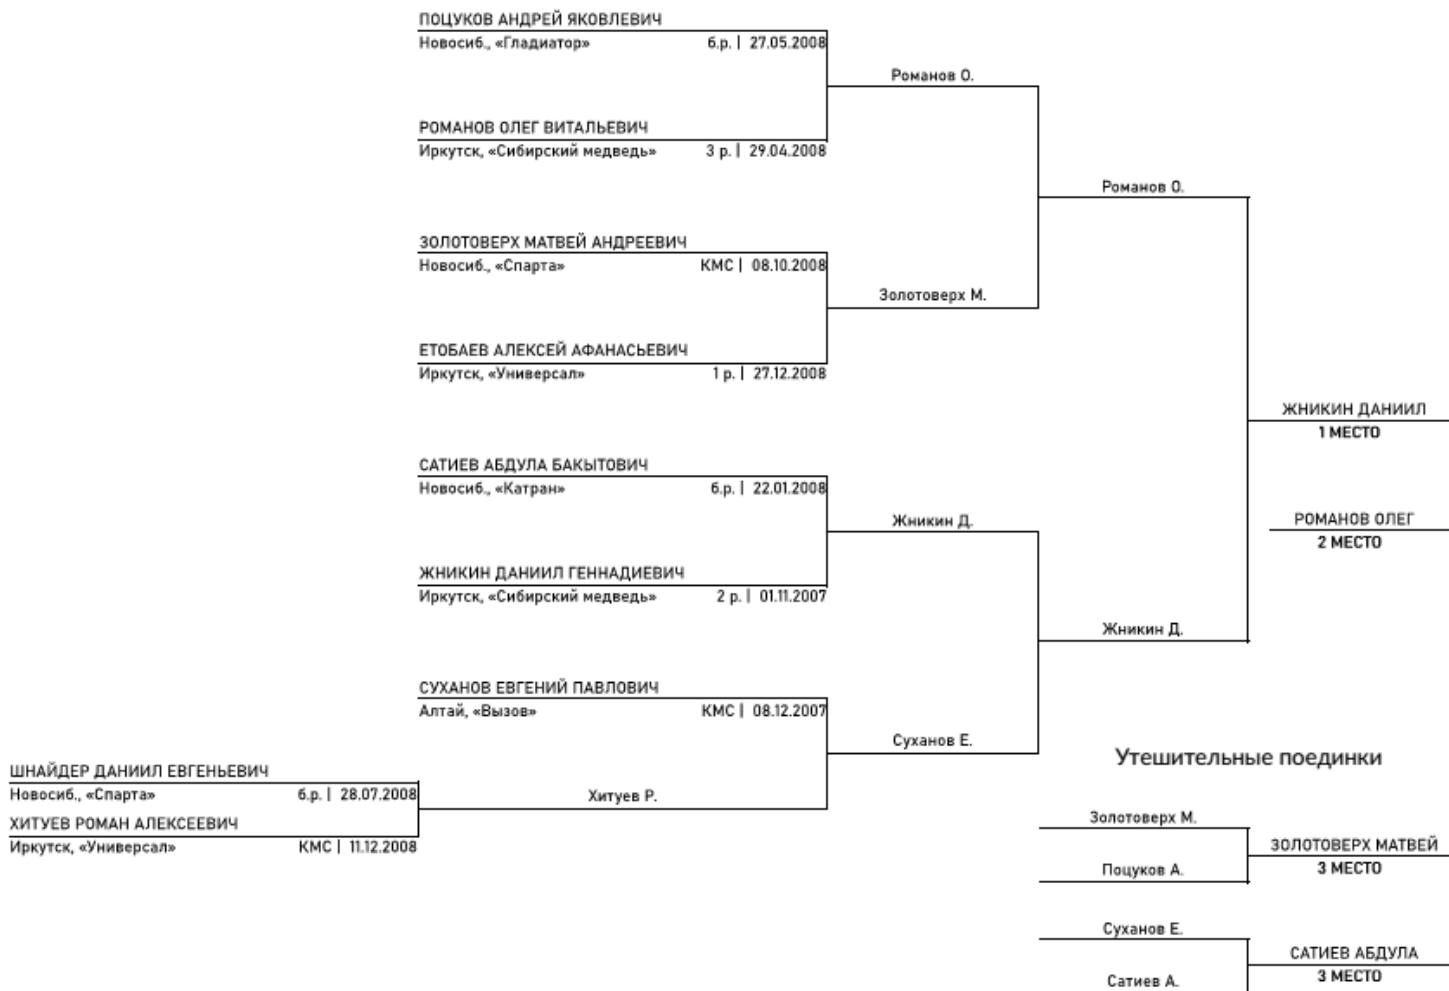 ПОЦУКОВ АНДРЕЙ ЯКОВЛЕВИЧ
Новосиб., «Гладиатор» б.р. | 27.05.2008
Романов О.
РОМАНОВ ОЛЕГ ВИТАЛЬЕВИЧ
Иркутск, «Сибирский медведь» 3 р. | 29.04.2008
Романов О.
ЗОЛОТОВЕРХ МАТВЕЙ АНДРЕЕВИЧ
Новосиб., «Спарта» КМС | 08.10.2008
Золотоверх М.
ЕТОБАЕВ АЛЕКСЕЙ АФАНАСЬЕВИЧ
Иркутск, «Универсал» 1 р. | 27.12.2008
ЖНИКИН ДАНИИЛ
1 МЕСТО
САТИЕВ АБДУЛА БАКЫТОВИЧ
Новосиб., «Катран» б.р. | 22.01.2008
Жникин Д.
РОМАНОВ ОЛЕГ
2 МЕСТО
ЖНИКИН ДАНИИЛ ГЕННАДИЕВИЧ
Иркутск, «Сибирский медведь» 2 р. | 01.11.2007
Жникин Д.
СУХАНОВ ЕВГЕНИЙ ПАВЛОВИЧ
Алтай, «Вызов» КМС | 08.12.2007
Суханов Е.
Утешительные поединки
ШНАЙДЕР ДАНИИЛ ЕВГЕНЬЕВИЧ
Новосиб., «Спарта» б.р. | 28.07.2008
Хитуев Р.
ХИТУЕВ РОМАН АЛЕКСЕЕВИЧ
Иркутск, «Универсал» КМС | 11.12.2008
Золотоверх М.
ЗОЛОТОВЕРХ МАТВЕЙ
3 МЕСТО
Поцуков А.
Суханов Е.
САТИЕВ АБДУЛА
3 МЕСТО
Сатиев А.